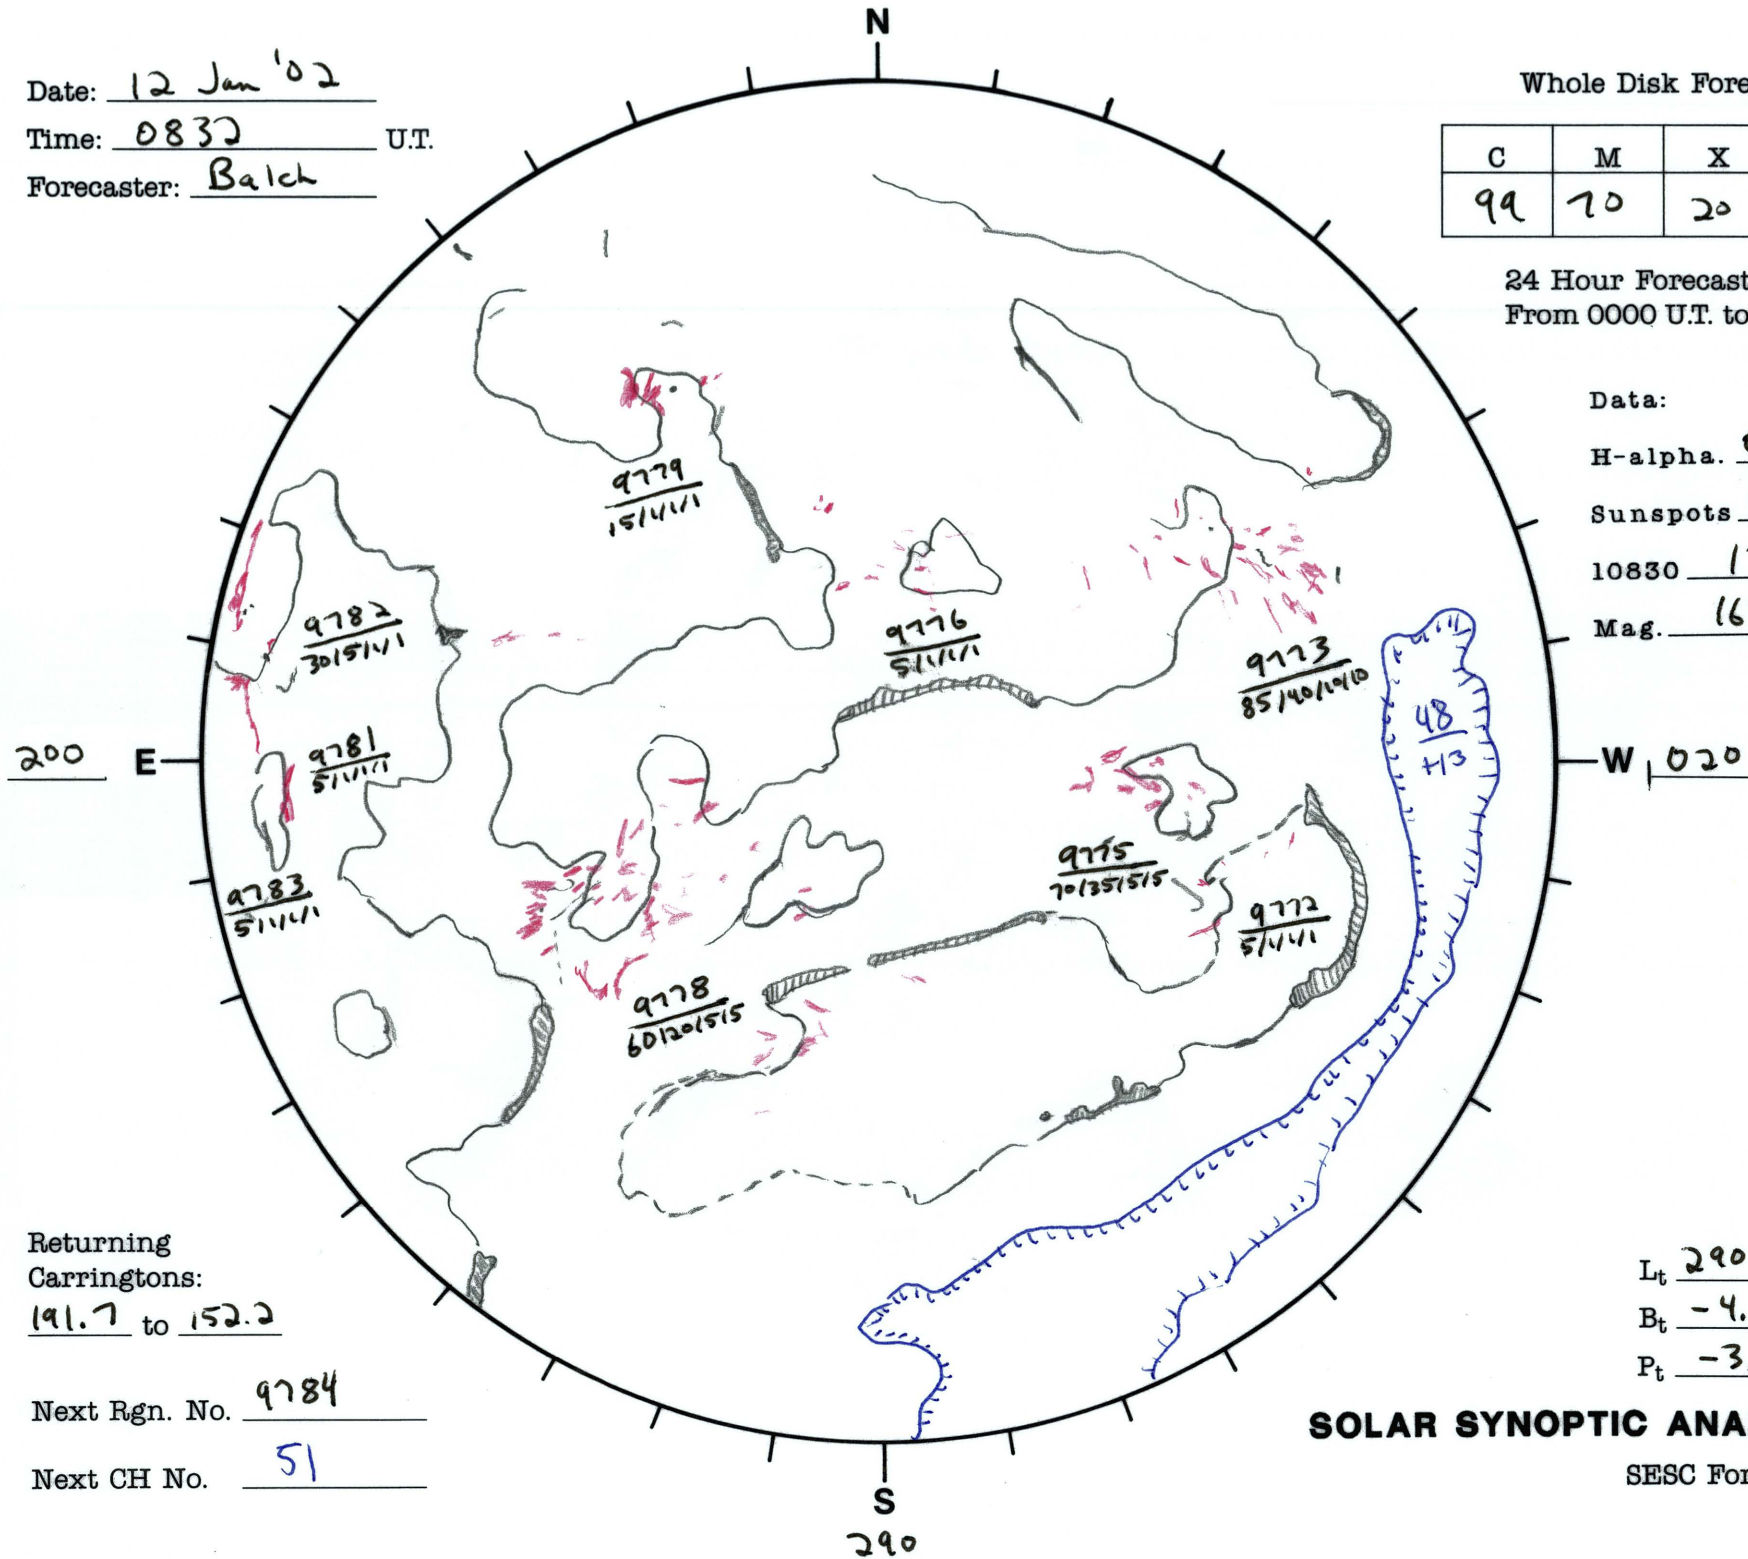 N
Date: 12 Jan '02
Time: 0832 U.T.
Forecaster: Balch
Whole Disk Fore
C M X
99 70 20
24 Hour Forecast
From 0000 U.T. to
Data:
H-alpha.
Sunspots
10830 1
Mag. 16
9779
15/1/1/1
9782
30/5/1/1
9776
5/1/1/1
9773
85/40/10/10
48
+13
200 E
W 020
9781
5/1/1/1
9775
70/35/5/5
9783
5/1/1/1
9772
5/1/1/1
9778
60/20/5/5
Returning
Carringtons:
191.7 to 152.2
Next Rgn. No. 9784
Next CH No. 51
Lt 290
Bt -4.
Pt -3
SOLAR SYNOPTIC ANA
SESC For
S
290